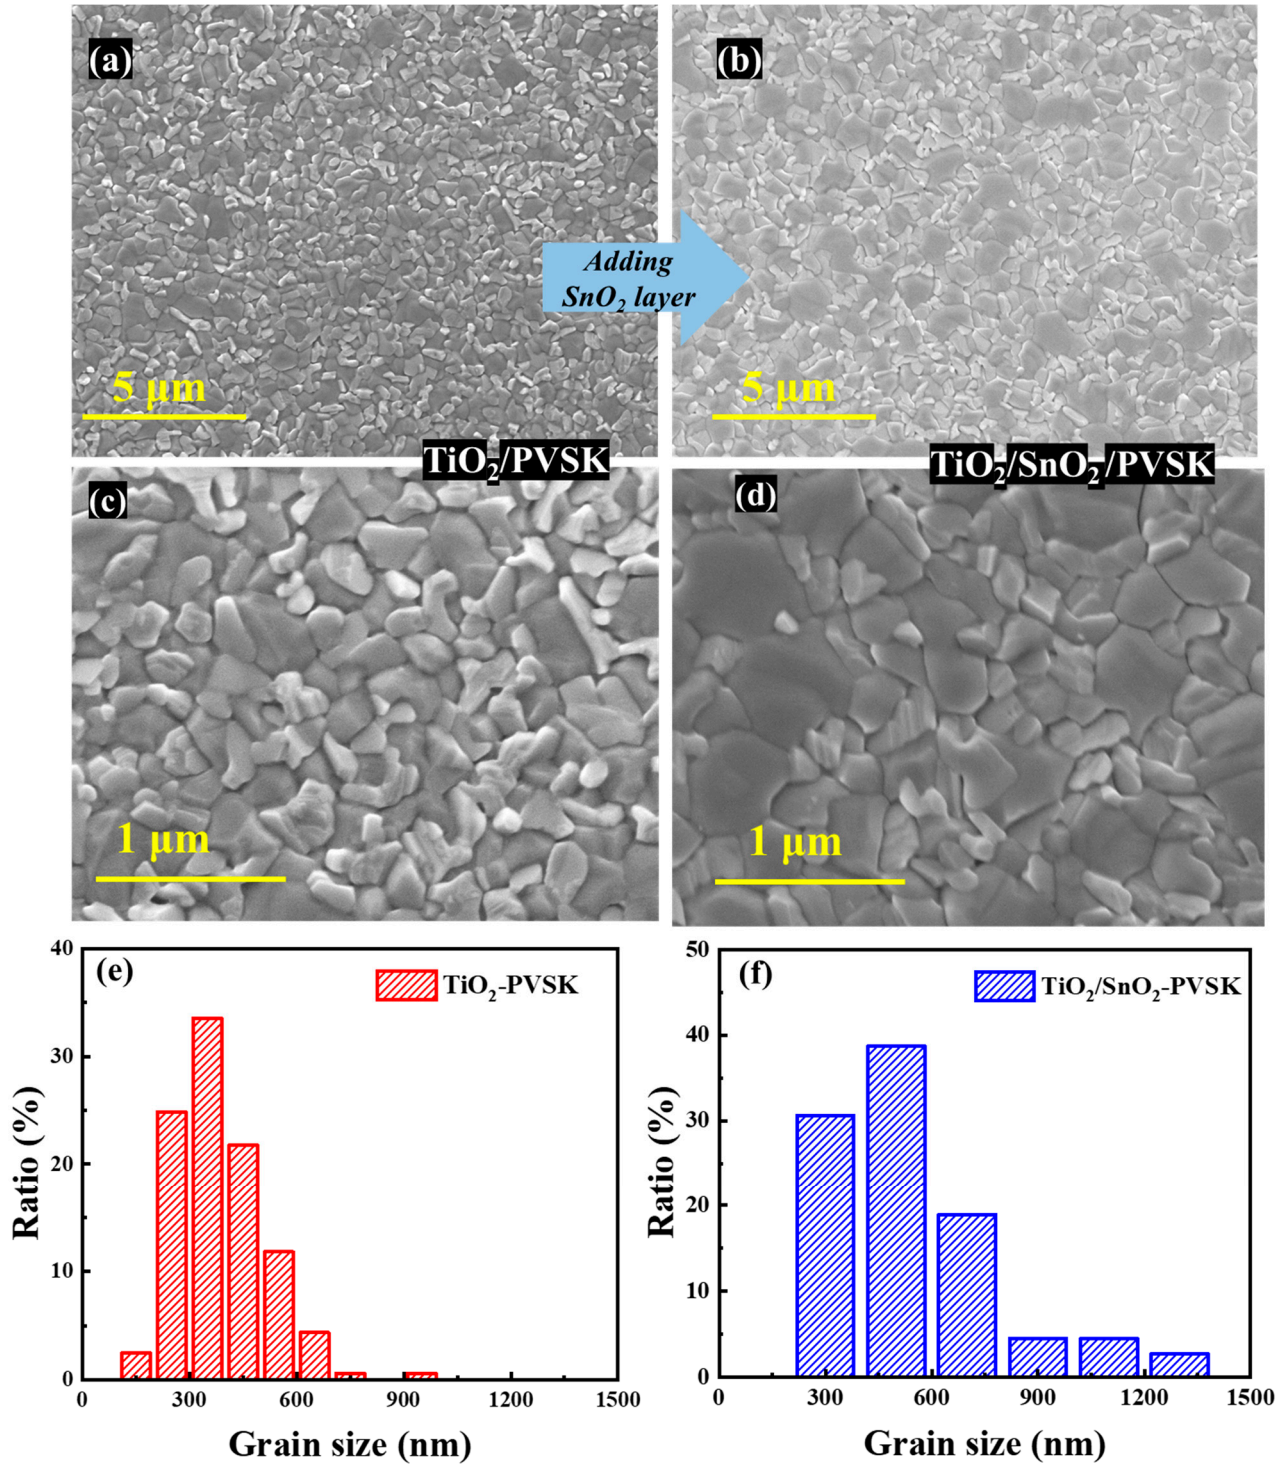 (a)
(b)
Adding
SnO₂ layer
5 μm
5 μm
TiO₂/PVSK
TiO₂/SnO₂/PVSK
(c)
(d)
1 μm
1 μm
(e)
TiO₂-PVSK
40
30
20
10
0
Ratio (%)
0 300 600 900 1200 1500
Grain size (nm)
(f)
TiO₂/SnO₂-PVSK
50
40
30
20
10
0
Ratio (%)
0 300 600 900 1200 1500
Grain size (nm)